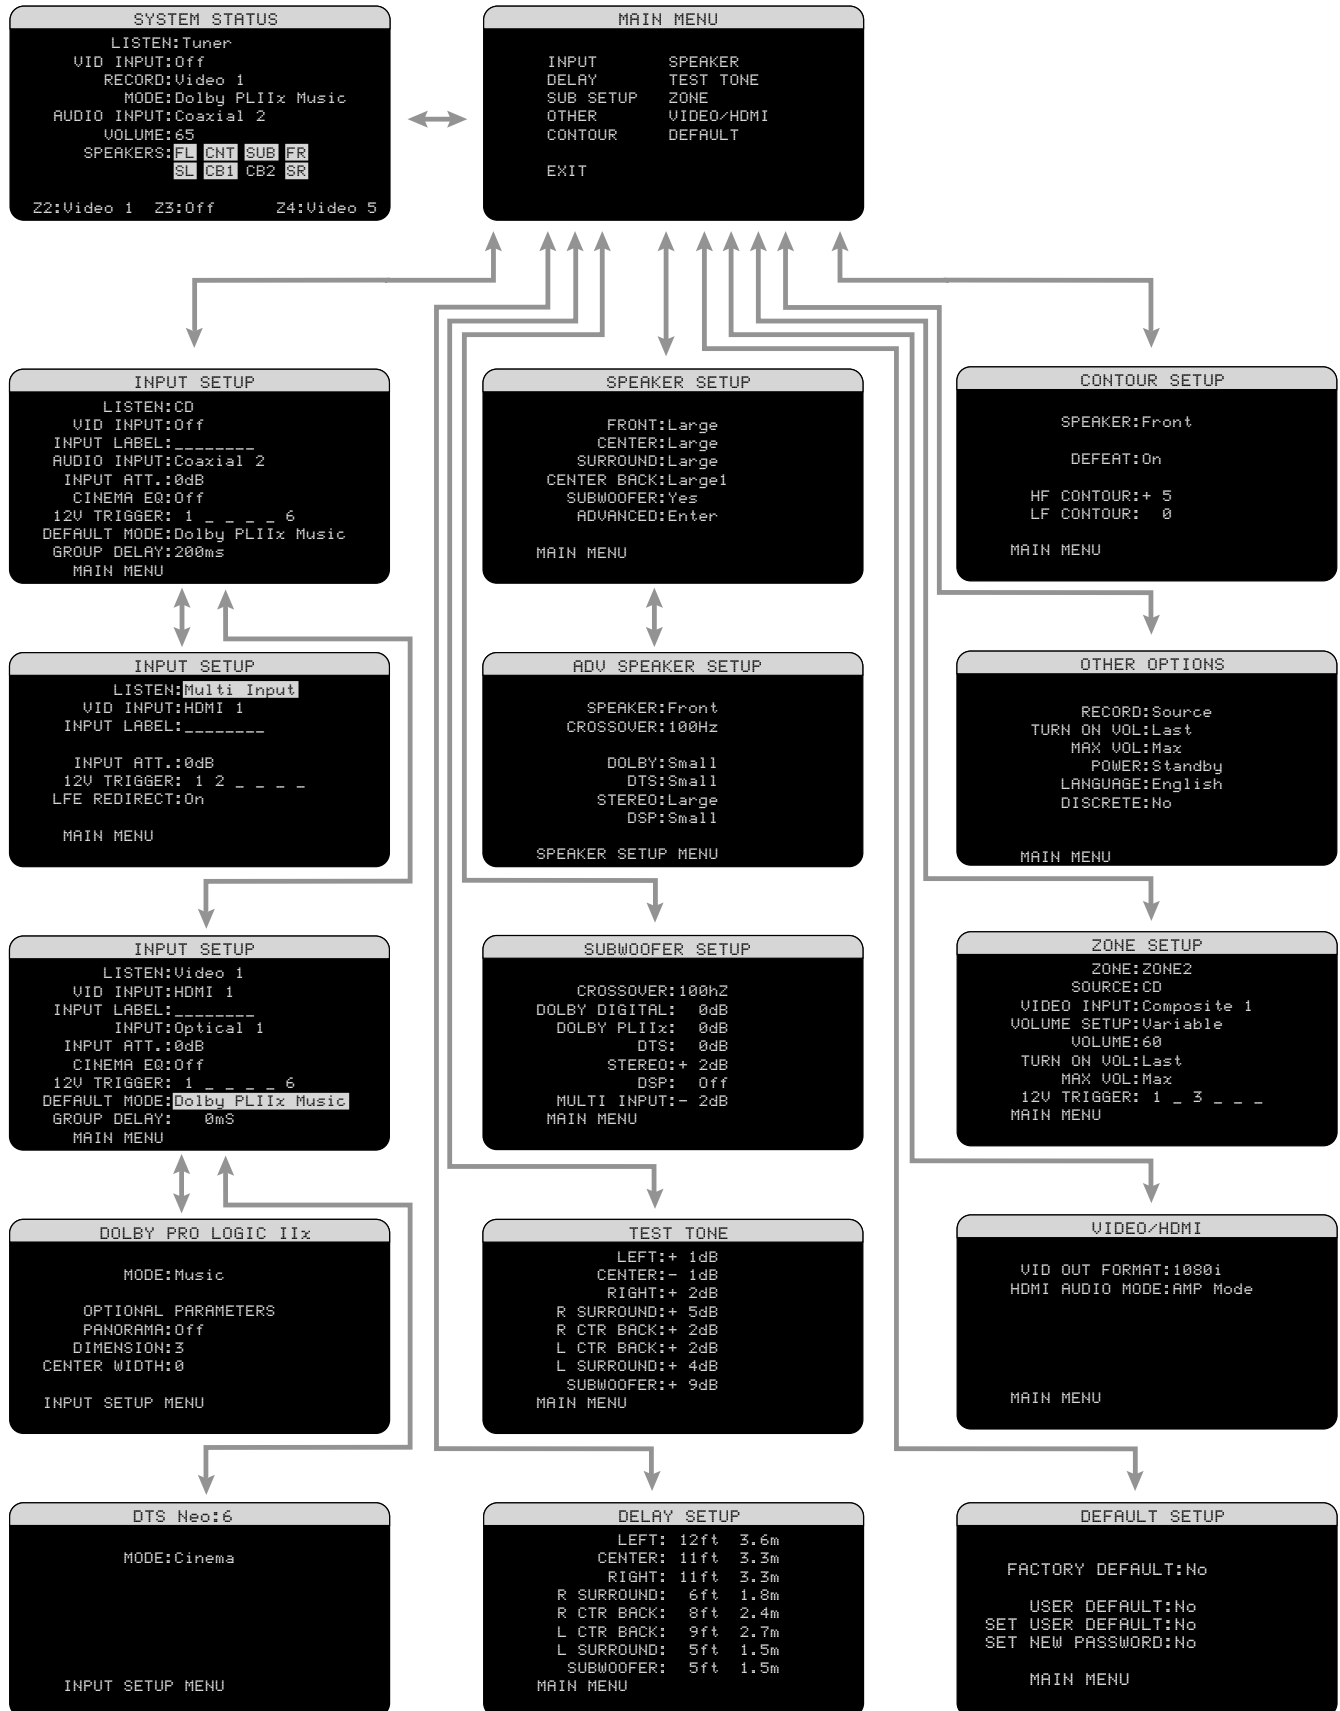 SYSTEM STATUS
LISTEN:Tuner
VID INPUT:Off
RECORD:Video 1
MODE:Dolby PLIIx Music
AUDIO INPUT:Coaxial 2
VOLUME:65
SPEAKERS:FL CNT SUB FR
SL CB1 CB2 SR
Z2:Video 1 Z3:Off Z4:Video 5
MAIN MENU
INPUT SPEAKER
DELAY TEST TONE
SUB SETUP ZONE
OTHER VIDEO/HDMI
CONTOUR DEFAULT
EXIT
INPUT SETUP
LISTEN:CD
VID INPUT:Off
INPUT LABEL:________
AUDIO INPUT:Coaxial 2
INPUT ATT.:0dB
CINEMA EQ:Off
12V TRIGGER: 1 _ _ _ _ 6
DEFAULT MODE:Dolby PLIIx Music
GROUP DELAY:200ms
MAIN MENU
SPEAKER SETUP
FRONT:Large
CENTER:Large
SURROUND:Large
CENTER BACK:Large1
SUBWOOFER:Yes
ADVANCED:Enter
MAIN MENU
CONTOUR SETUP
SPEAKER:Front
DEFEAT:On
HF CONTOUR:+ 5
LF CONTOUR: 0
MAIN MENU
INPUT SETUP
LISTEN:Multi Input
VID INPUT:HDMI 1
INPUT LABEL:________
INPUT ATT.:0dB
12V TRIGGER: 1 2 _ _ _ _
LFE REDIRECT:On
MAIN MENU
ADV SPEAKER SETUP
SPEAKER:Front
CROSSOVER:100Hz
DOLBY:Small
DTS:Small
STEREO:Large
DSP:Small
SPEAKER SETUP MENU
OTHER OPTIONS
RECORD:Source
TURN ON VOL:Last
MAX VOL:Max
POWER:Standby
LANGUAGE:English
DISCRETE:No
MAIN MENU
INPUT SETUP
LISTEN:Video 1
VID INPUT:HDMI 1
INPUT LABEL:________
INPUT:Optical 1
INPUT ATT.:0dB
CINEMA EQ:Off
12V TRIGGER: 1 _ _ _ _ 6
DEFAULT MODE:Dolby PLIIx Music
GROUP DELAY: 0mS
MAIN MENU
SUBWOOFER SETUP
CROSSOVER:100hZ
DOLBY DIGITAL: 0dB
DOLBY PLIIx: 0dB
DTS: 0dB
STEREO:+ 2dB
DSP: Off
MULTI INPUT:- 2dB
MAIN MENU
ZONE SETUP
ZONE:ZONE2
SOURCE:CD
VIDEO INPUT:Composite 1
VOLUME SETUP:Variable
VOLUME:60
TURN ON VOL:Last
MAX VOL:Max
12V TRIGGER: 1 _ 3 _ _ _
MAIN MENU
DOLBY PRO LOGIC IIx
MODE:Music
OPTIONAL PARAMETERS
PANORAMA:Off
DIMENSION:3
CENTER WIDTH:0
INPUT SETUP MENU
TEST TONE
LEFT:+ 1dB
CENTER:- 1dB
RIGHT:+ 2dB
R SURROUND:+ 5dB
R CTR BACK:+ 2dB
L CTR BACK:+ 2dB
L SURROUND:+ 4dB
SUBWOOFER:+ 9dB
MAIN MENU
VIDEO/HDMI
VID OUT FORMAT:1080i
HDMI AUDIO MODE:AMP Mode
MAIN MENU
DTS Neo:6
MODE:Cinema
INPUT SETUP MENU
DELAY SETUP
LEFT: 12ft 3.6m
CENTER: 11ft 3.3m
RIGHT: 11ft 3.3m
R SURROUND: 6ft 1.8m
R CTR BACK: 8ft 2.4m
L CTR BACK: 9ft 2.7m
L SURROUND: 5ft 1.5m
SUBWOOFER: 5ft 1.5m
MAIN MENU
DEFAULT SETUP
FACTORY DEFAULT:No
USER DEFAULT:No
SET USER DEFAULT:No
SET NEW PASSWORD:No
MAIN MENU